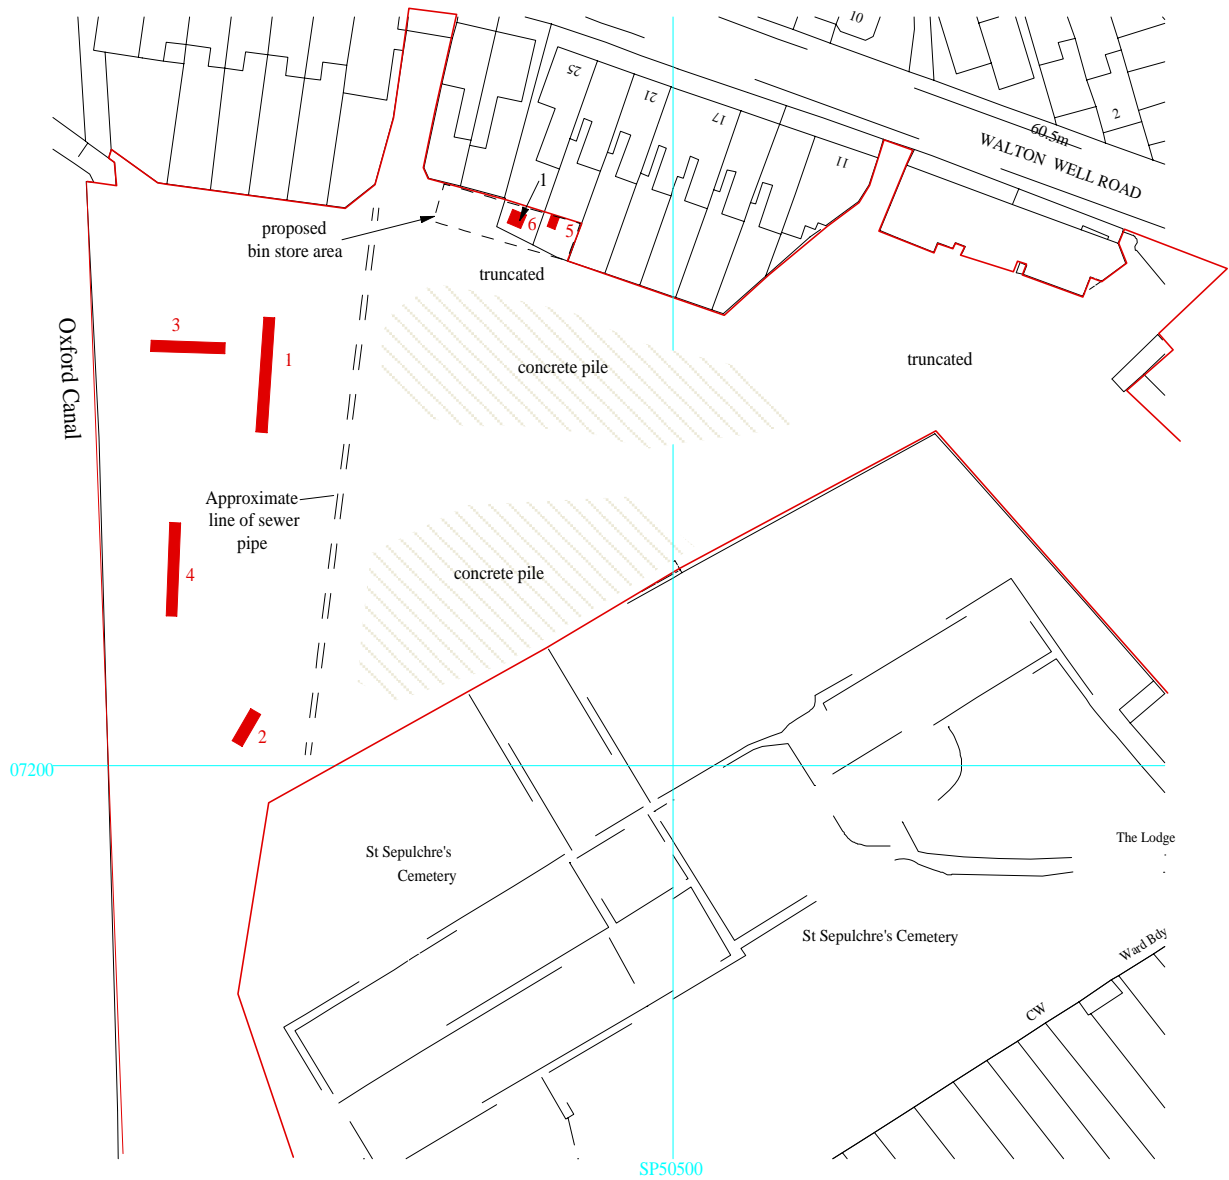 10
25
21
17
11
2
60.5m
WALTON WELL ROAD
1
6
5
proposed
bin store area
truncated
3
1
Oxford Canal
concrete pile
truncated
Approximate
line of sewer
pipe
4
concrete pile
2
07200
The Lodge
St Sepulchre's
Cemetery
St Sepulchre's Cemetery
Ward Bdy
CW
SP50500